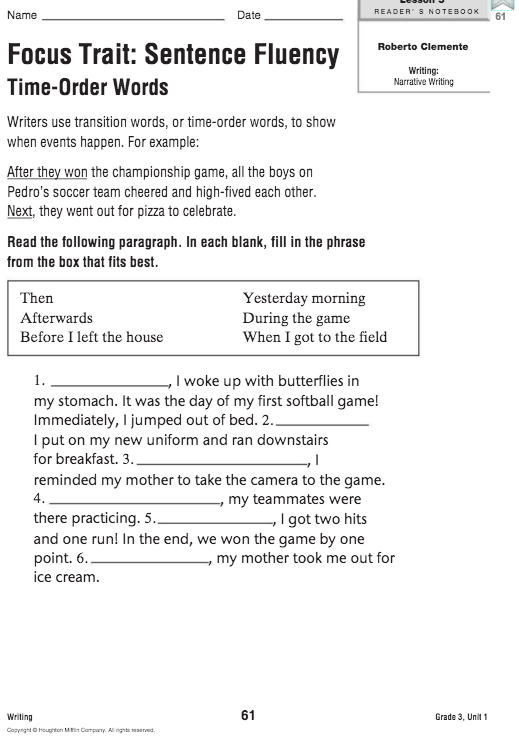 Name ____________ Date ____________
Lesson 5
READER'S NOTEBOOK
61
Focus Trait: Sentence Fluency
Time-Order Words
Roberto Clemente
Writing:
Narrative Writing
Writers use transition words, or time-order words, to show
when events happen. For example:
After they won the championship game, all the boys on
Pedro's soccer team cheered and high-fived each other.
Next, they went out for pizza to celebrate.
Read the following paragraph. In each blank, fill in the phrase
from the box that fits best.
Then
Afterwards
Before I left the house
Yesterday morning
During the game
When I got to the field
1. ____________, I woke up with butterflies in
my stomach. It was the day of my first softball game!
Immediately, I jumped out of bed. 2. ____________
I put on my new uniform and ran downstairs
for breakfast. 3. ____________, I
reminded my mother to take the camera to the game.
4. ____________, my teammates were
there practicing. 5. ____________, I got two hits
and one run! In the end, we won the game by one
point. 6. ____________, my mother took me out for
ice cream.
Writing
61
Grade 3, Unit 1
Copyright © Houghton Mifflin Company. All rights reserved.